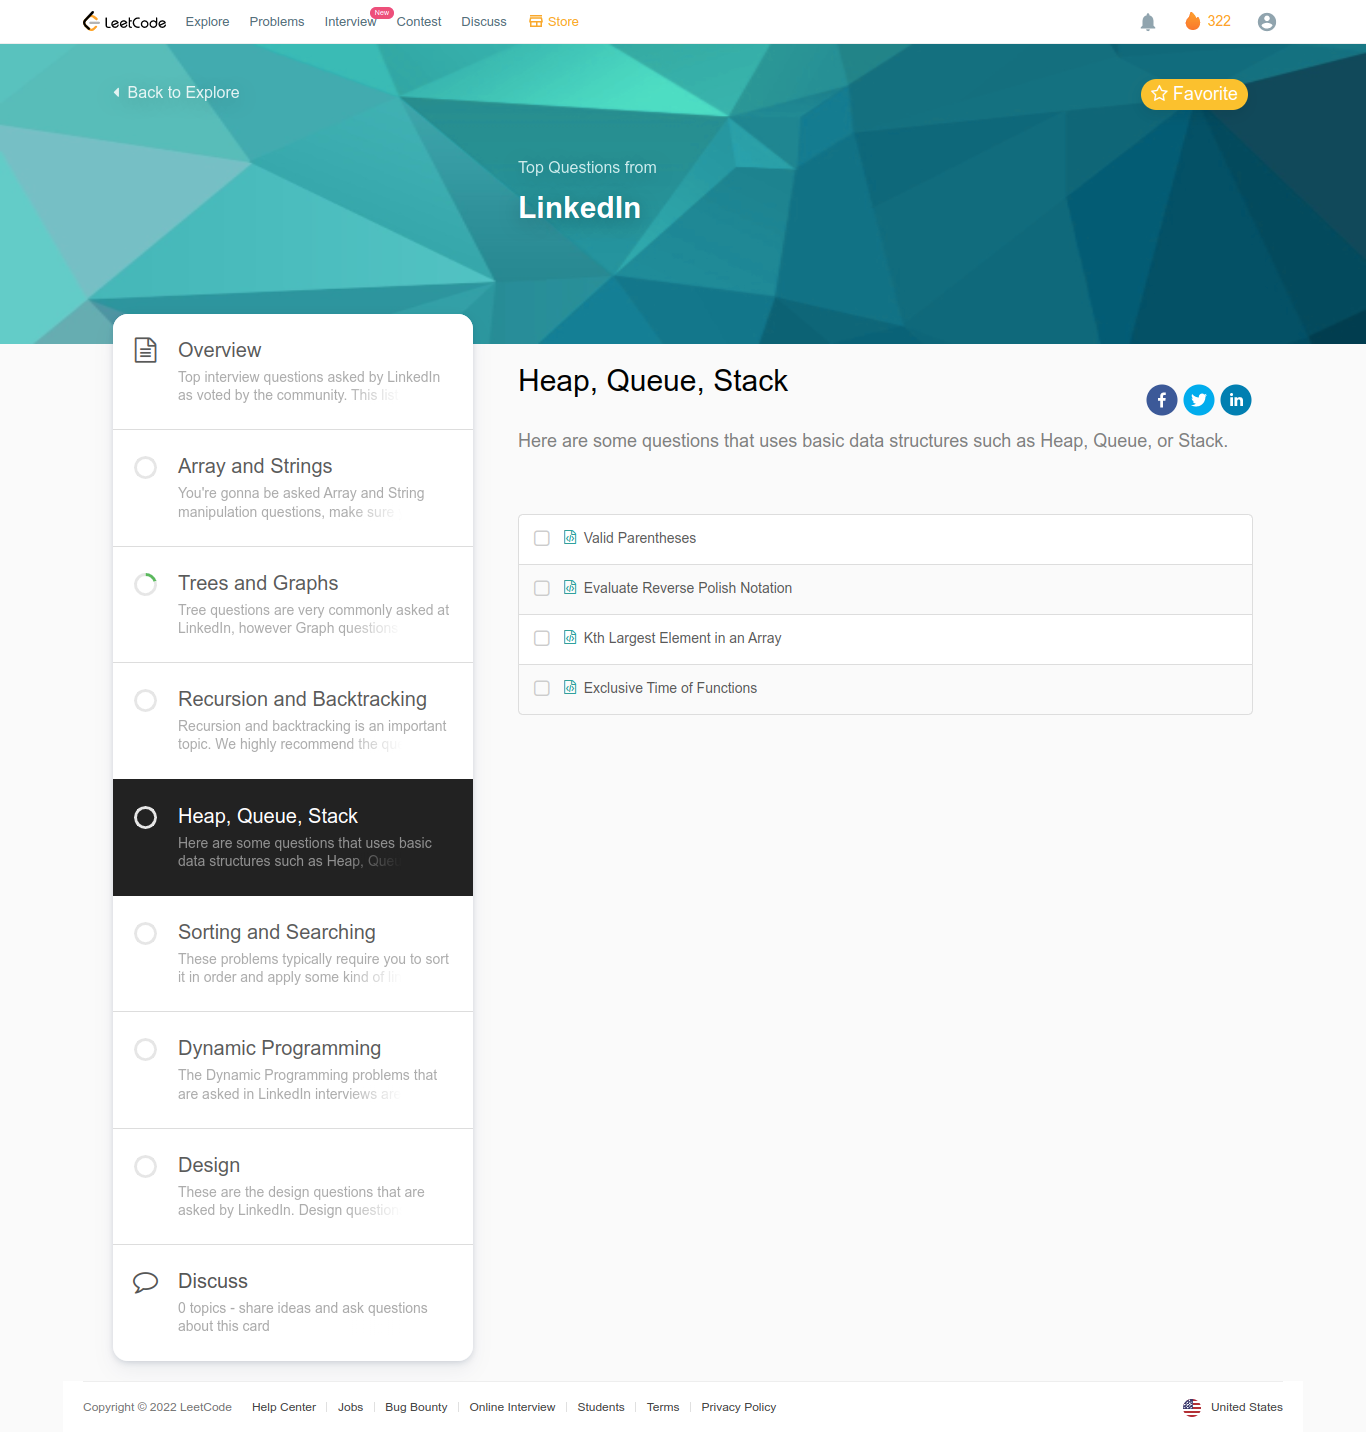 LeetCode
Explore
Problems
Interview
New
Contest
Discuss
Store
322
Back to Explore
Favorite
Top Questions from
LinkedIn
Overview
Top interview questions asked by LinkedIn
as voted by the community. This list
Array and Strings
You're gonna be asked Array and String
manipulation questions, make sure
Trees and Graphs
Tree questions are very commonly asked at
LinkedIn, however Graph questions
Recursion and Backtracking
Recursion and backtracking is an important
topic. We highly recommend the
Heap, Queue, Stack
Here are some questions that uses basic
data structures such as Heap,
Sorting and Searching
These problems typically require you to sort
it in order and apply some kind of
Dynamic Programming
The Dynamic Programming problems that
are asked in LinkedIn interviews are
Design
These are the design questions that are
asked by LinkedIn. Design
Discuss
0 topics - share ideas and ask questions
about this card
Heap, Queue, Stack
Here are some questions that uses basic data structures such as Heap, Queue, or Stack.
Valid Parentheses
Evaluate Reverse Polish Notation
Kth Largest Element in an Array
Exclusive Time of Functions
Copyright © 2022 LeetCode
Help Center
Jobs
Bug Bounty
Online Interview
Students
Terms
Privacy Policy
United States